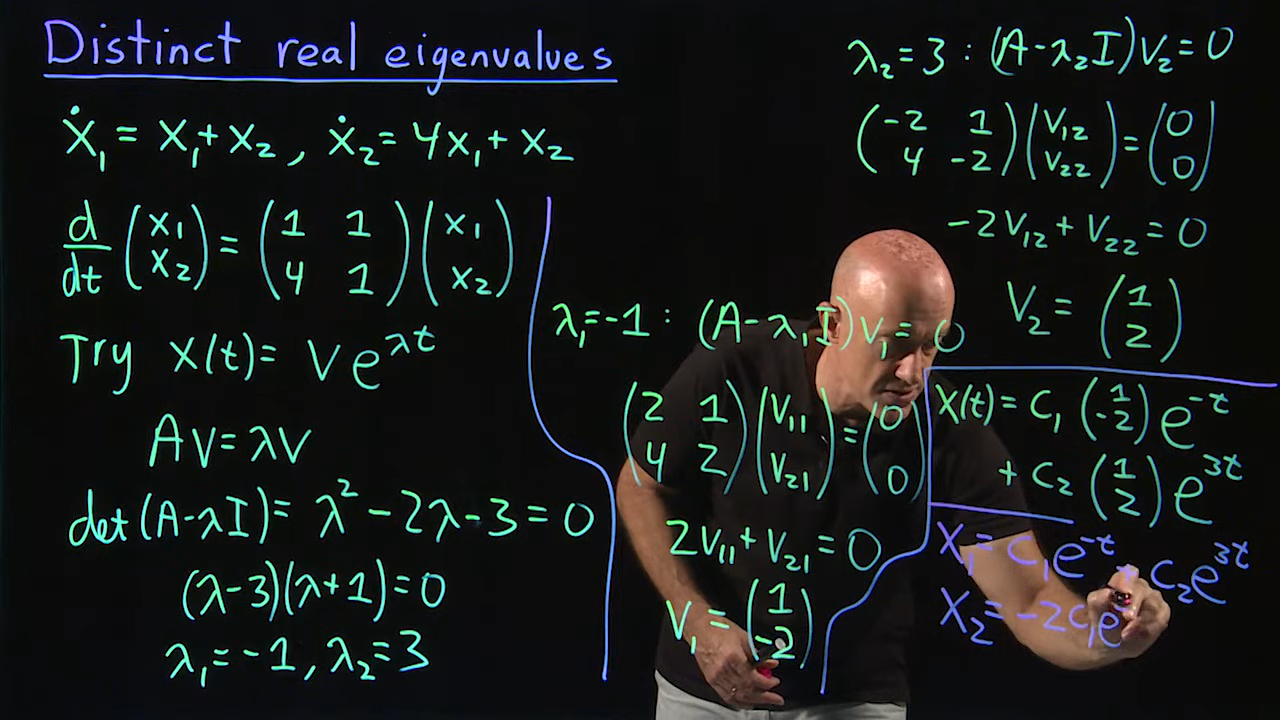 Distinct real eigenvalues
ẋ₁ = x₁ + x₂ , ẋ₂ = 4x₁ + x₂
d/dt (x₁ x₂) = (1 1 4 1)(x₁ x₂)
Try x(t) = v e^λt
Av = λv
det(A-λI) = λ² - 2λ - 3 = 0
(λ-3)(λ+1) = 0
λ₁ = -1, λ₂ = 3
λ₁ = -1 : (A-λ₁I)v₁ = 0
(2 1 4 2)(v₁₁ v₂₁) = (0 0)
2v₁₁ + v₂₁ = 0
v₁ = (1 -2)
λ₂ = 3 : (A-λ₂I)v₂ = 0
(-2 1 4 -2)(v₁₂ v₂₂) = (0 0)
-2v₁₂ + v₂₂ = 0
v₂ = (1 2)
x(t) = c₁ (1 -2) e^-t
+ c₂ (1 2) e^3t
x₁ = c₁e^-t + c₂e^3t
x₂ = -2c₁e